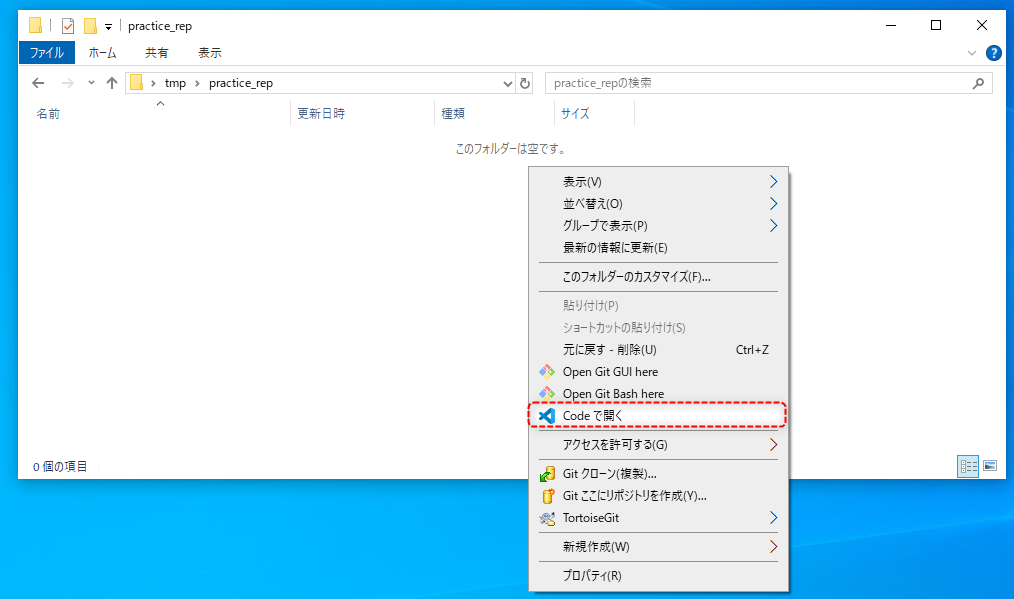 practice_rep
ファイル ホーム 共有 表示
tmp practice_rep practice_repの検索
名前 更新日時 種類 サイズ
このフォルダーは空です。
表示(V)
並べ替え(O)
グループで表示(P)
最新の情報に更新(E)
このフォルダーのカスタマイズ(F)...
貼り付け(P)
ショートカットの貼り付け(S)
元に戻す - 削除(U) Ctrl+Z
Open Git GUI here
Open Git Bash here
Code で開く
アクセスを許可する(G)
Git クローン(複製)...
Git ここにリポジトリを作成(Y)...
TortoiseGit
新規作成(W)
プロパティ(R)
0 個の項目